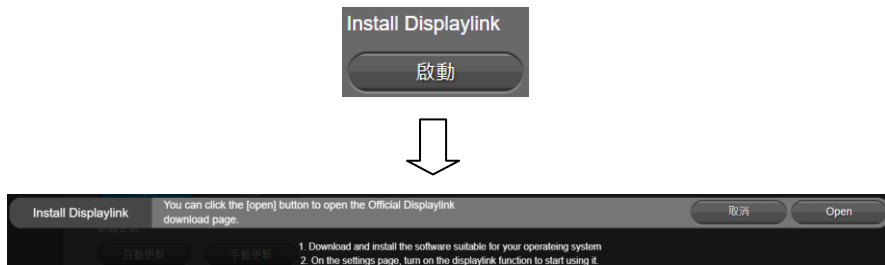 Install Displaylink
啟動
Install Displaylink
You can click the [open] button to open the Official Displaylink
download page.
取消
Open
自動更新
手動更新
1. Download and install the software suitable for your operateing system
2. On the settings page, turn on the displaylink function to start using it.